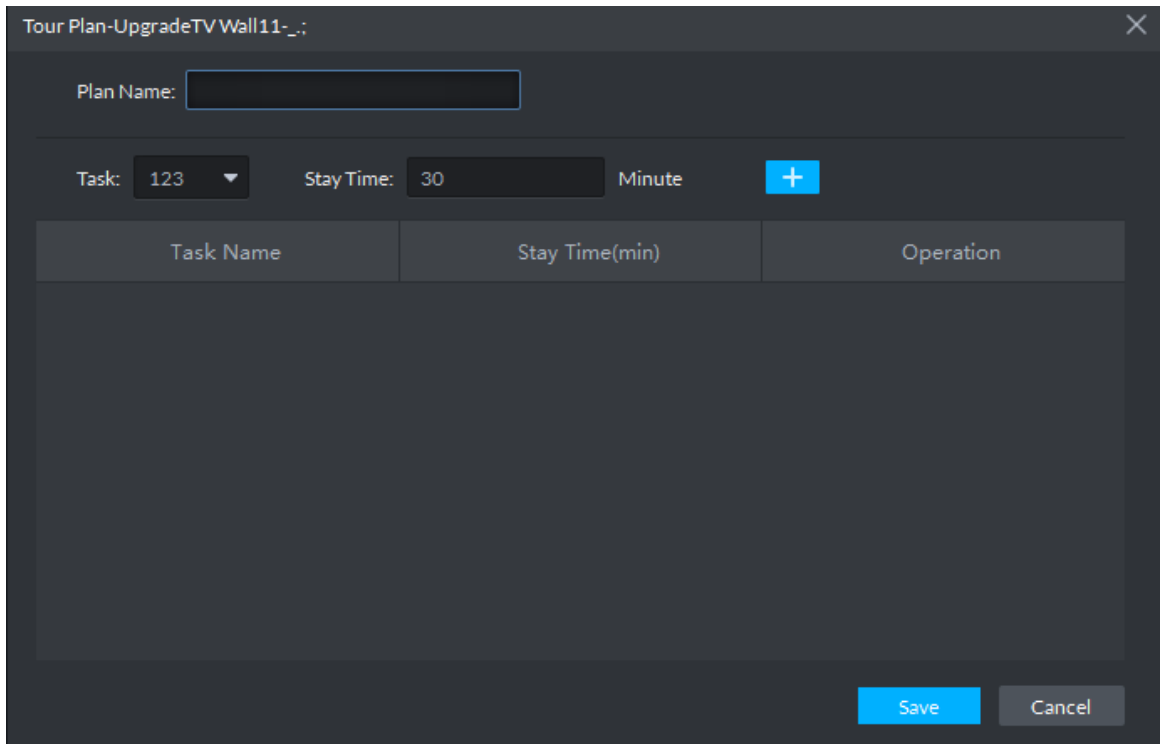 Tour Plan-UpgradeTV Wall11-_.;
Plan Name:
Task: 123 Stay Time: 30 Minute
Task Name Stay Time(min) Operation
Save Cancel